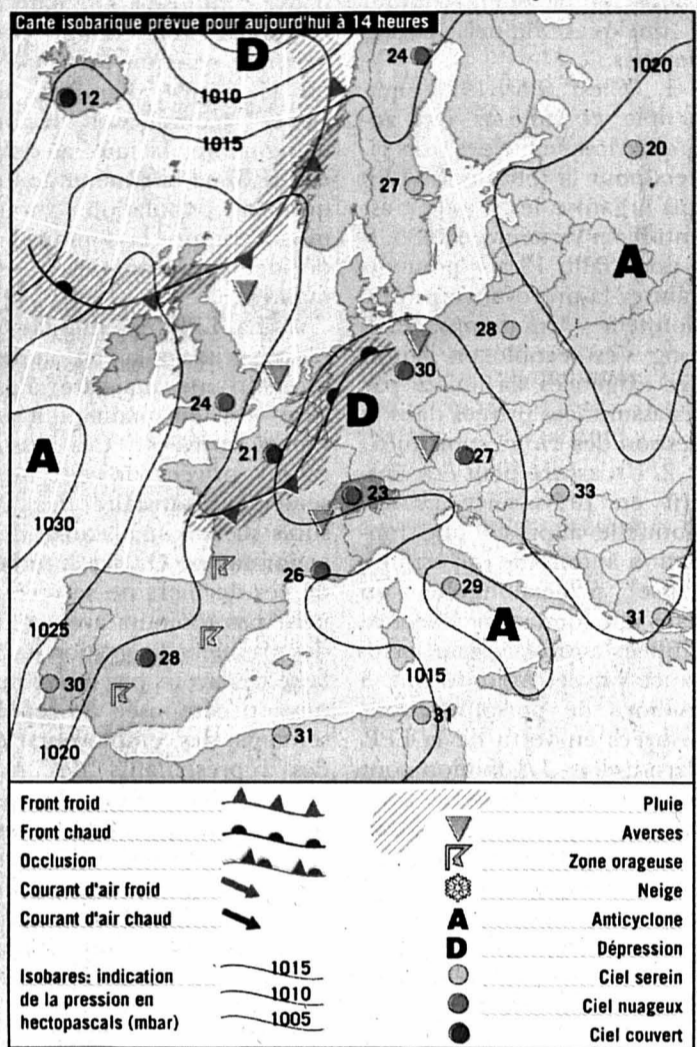 Carte isobarique prévue pour aujourd'hui à 14 heures
D
24
1020
12
1010
1015
20
27
A
28
30
24
D
21
27
A
23
33
1030
26
29
31
A
1025
28
1015
30
31
31
1020
Front froid
Front chaud
Occlusion
Courant d'air froid
Courant d'air chaud
Isobares: indication
de la pression en
hectopascals (mbar)
1015
1010
1005
Pluie
Averses
Zone orageuse
Neige
A Anticyclone
D Dépression
Ciel serein
Ciel nuageux
Ciel couvert